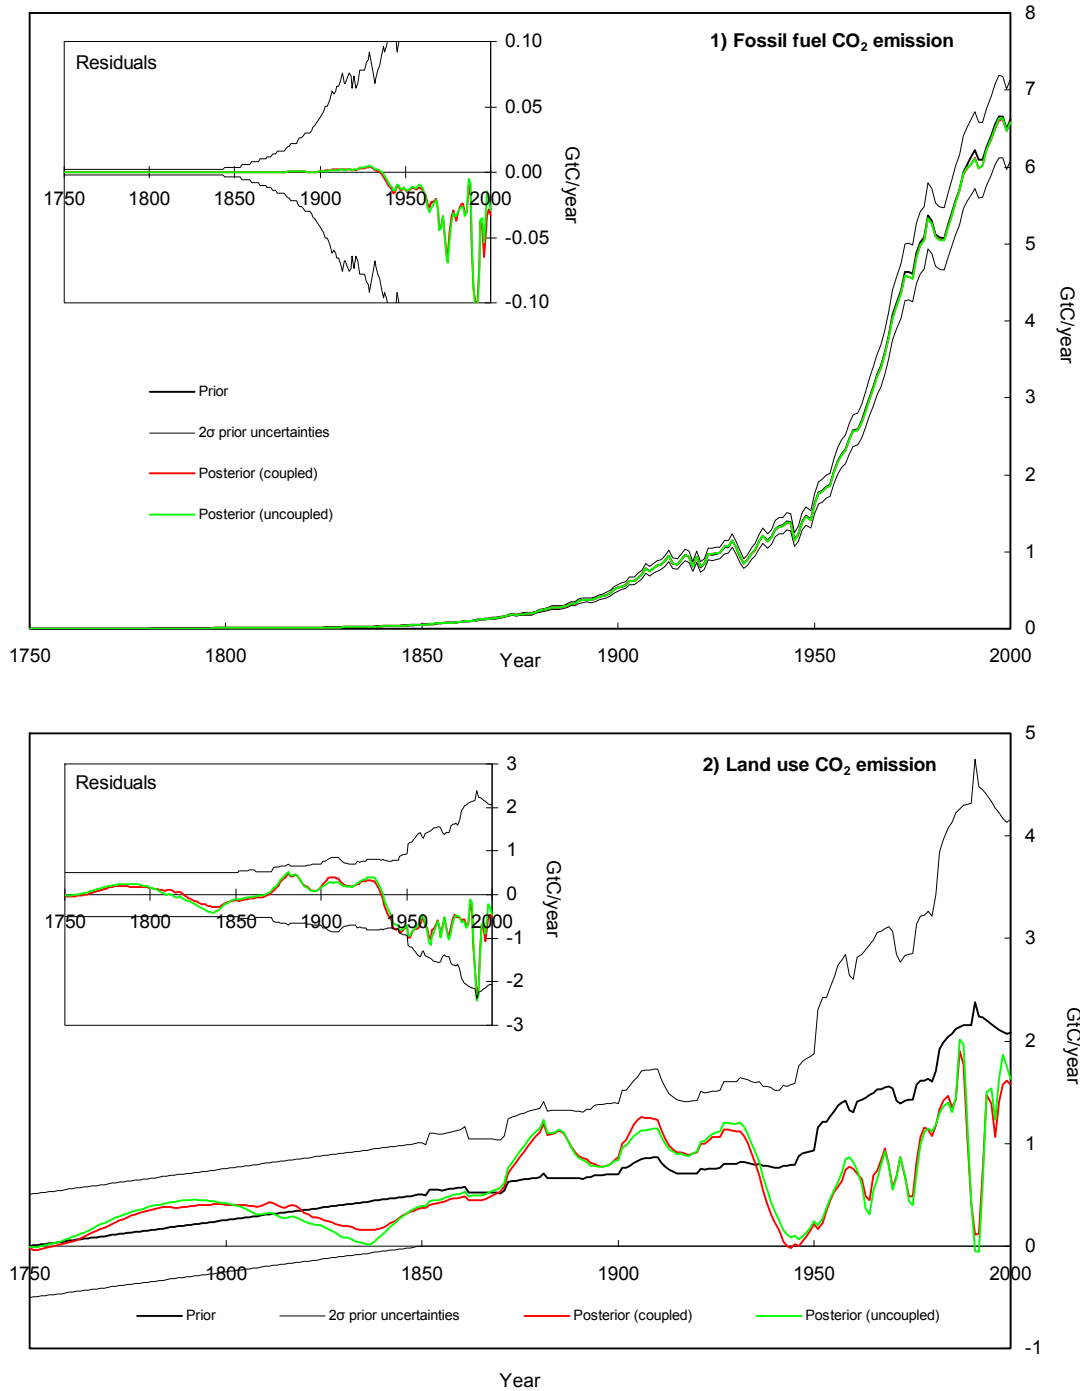 1) Fossil fuel CO₂ emission
Residuals
0.10
0.05
0.00
-0.05
-0.10
GtC/year
1750
1800
1850
1900
1950
2000
Prior
2σ prior uncertainties
Posterior (coupled)
Posterior (uncoupled)
8
7
6
5
4
3
2
1
0
GtC/year
1750
1800
1850
1900
1950
2000
Year
2) Land use CO₂ emission
Residuals
3
2
1
0
-1
-2
-3
GtC/year
1750
1800
1850
1900
1950
2000
5
4
3
2
1
0
-1
GtC/year
1750
1800
1850
1900
1950
2000
Prior
2σ prior uncertainties
Posterior (coupled)
Posterior (uncoupled)
Year